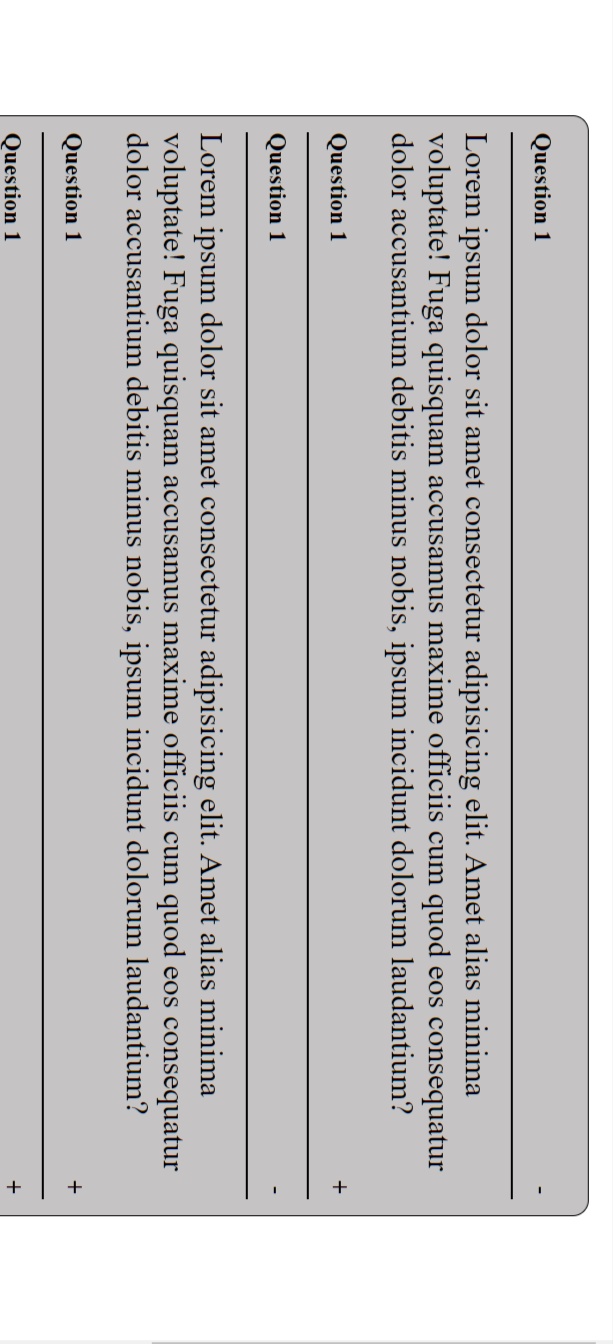 Question 1 -
Lorem ipsum dolor sit amet consectetur adipisicing elit. Amet alias minima
voluptate! Fuga quisquam accusamus maxime officiis cum quod eos consequatur
dolor accusantium debitis minus nobis, ipsum incidunt dolorum laudantium?
Question 1 +
Question 1 -
Lorem ipsum dolor sit amet consectetur adipisicing elit. Amet alias minima
voluptate! Fuga quisquam accusamus maxime officiis cum quod eos consequatur
dolor accusantium debitis minus nobis, ipsum incidunt dolorum laudantium?
Question 1 +
Question 1 +